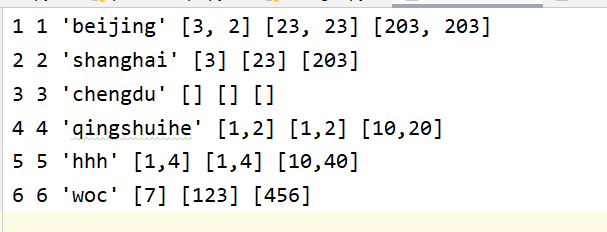 1 1 'beijing' [3, 2] [23, 23] [203, 203]
2 2 'shanghai' [3] [23] [203]
3 3 'chengdu' [] [] []
4 4 'qingshuihe' [1,2] [1,2] [10,20]
5 5 'hhh' [1,4] [1,4] [10,40]
6 6 'woc' [7] [123] [456]